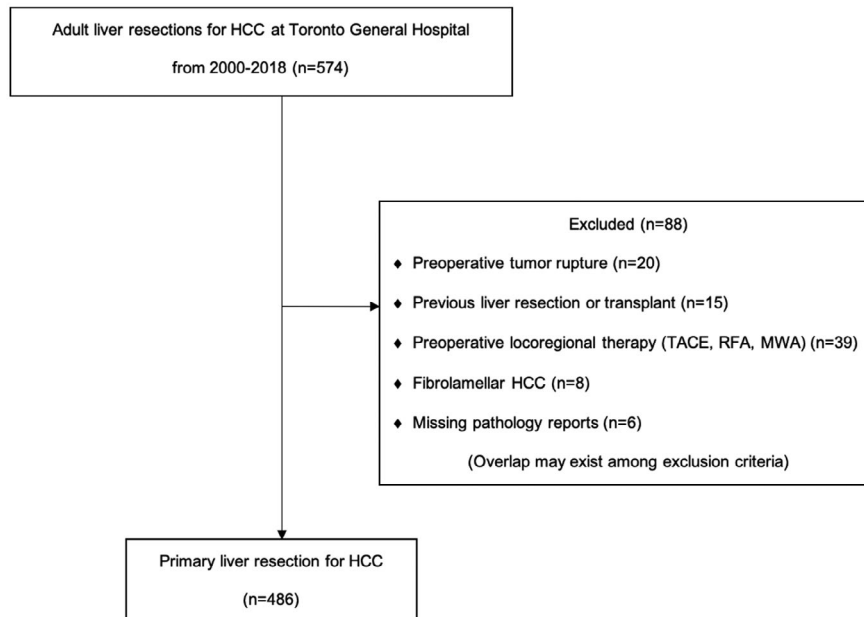 Adult liver resections for HCC at Toronto General Hospital
from 2000-2018 (n=574)
Excluded (n=88)
♦ Preoperative tumor rupture (n=20)
♦ Previous liver resection or transplant (n=15)
♦ Preoperative locoregional therapy (TACE, RFA, MWA) (n=39)
♦ Fibrolamellar HCC (n=8)
♦ Missing pathology reports (n=6)
(Overlap may exist among exclusion criteria)
Primary liver resection for HCC
(n=486)